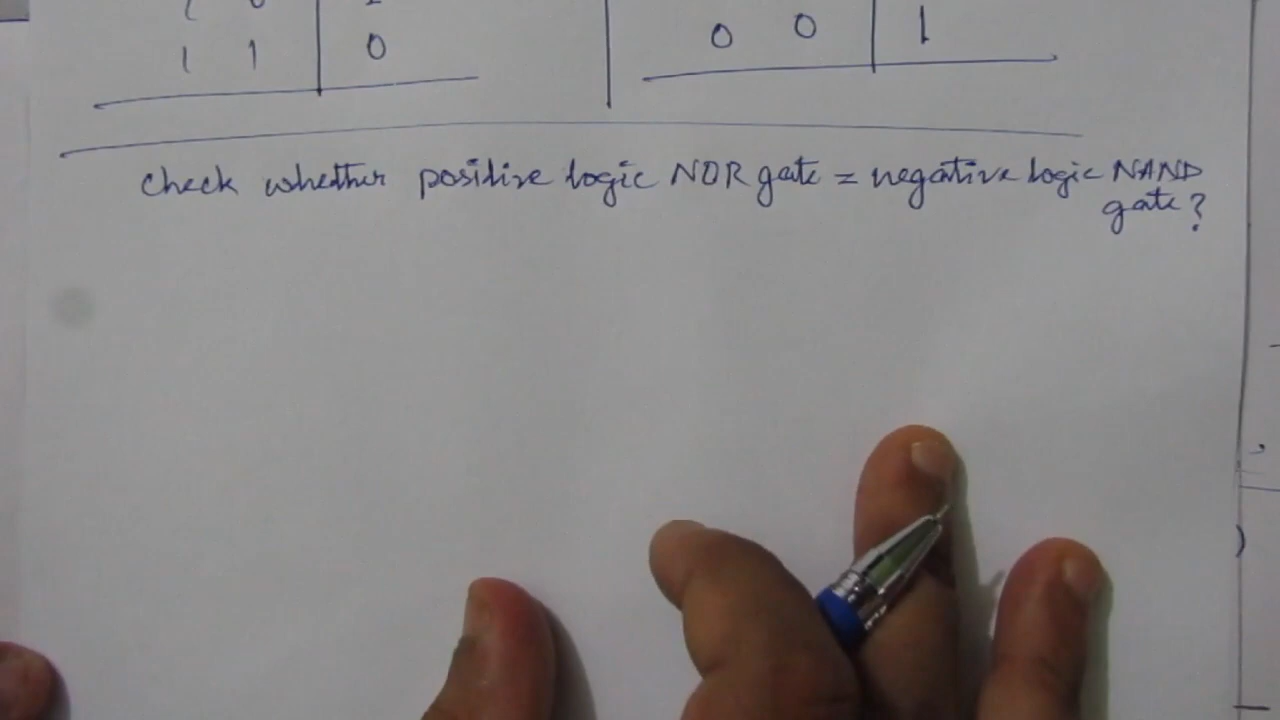 1 1 0
0 0 1
Check whether positive logic NOR gate = negative logic NAND
gate?